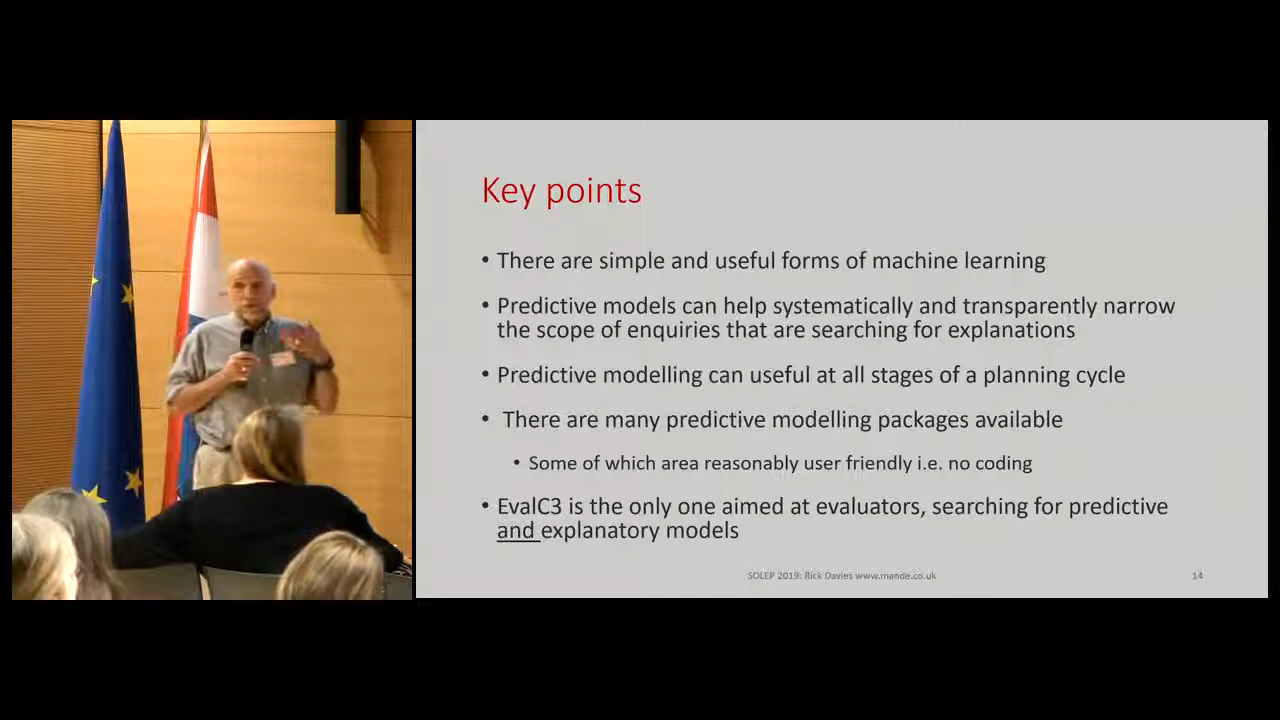 Key points
• There are simple and useful forms of machine learning
• Predictive models can help systematically and transparently narrow
the scope of enquiries that are searching for explanations
• Predictive modelling can useful at all stages of a planning cycle
• There are many predictive modelling packages available
• Some of which area reasonably user friendly i.e. no coding
• EvalC3 is the only one aimed at evaluators, searching for predictive
and explanatory models
SOLEP 2019: Rick Davies www.mande.co.uk
14